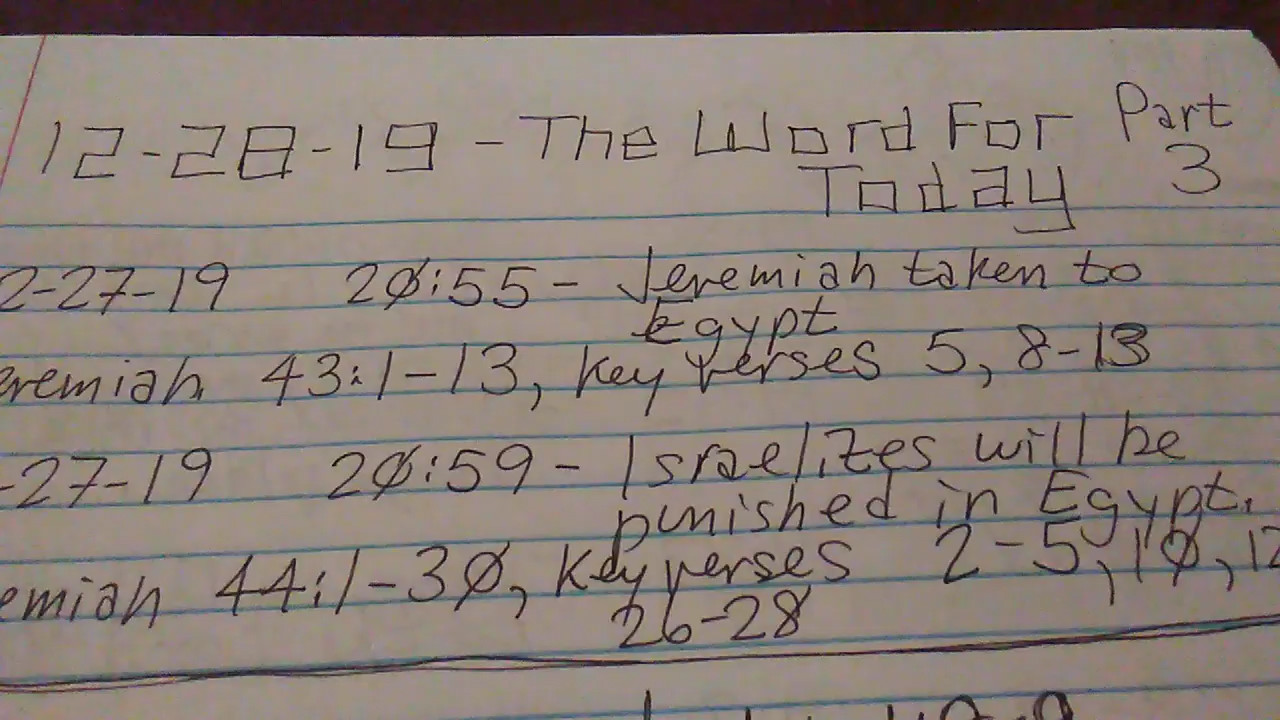 12-28-19 - The Word For Part
Today 3
2-27-19 20:55 - Jeremiah taken to
Egypt
eremiah 43:1-13, key verses 5, 8-13
-27-19 20:59 - Israelites will be
punished in Egypt.
emiah 44:1-30, key verses 2-5, 10, 12
26-28